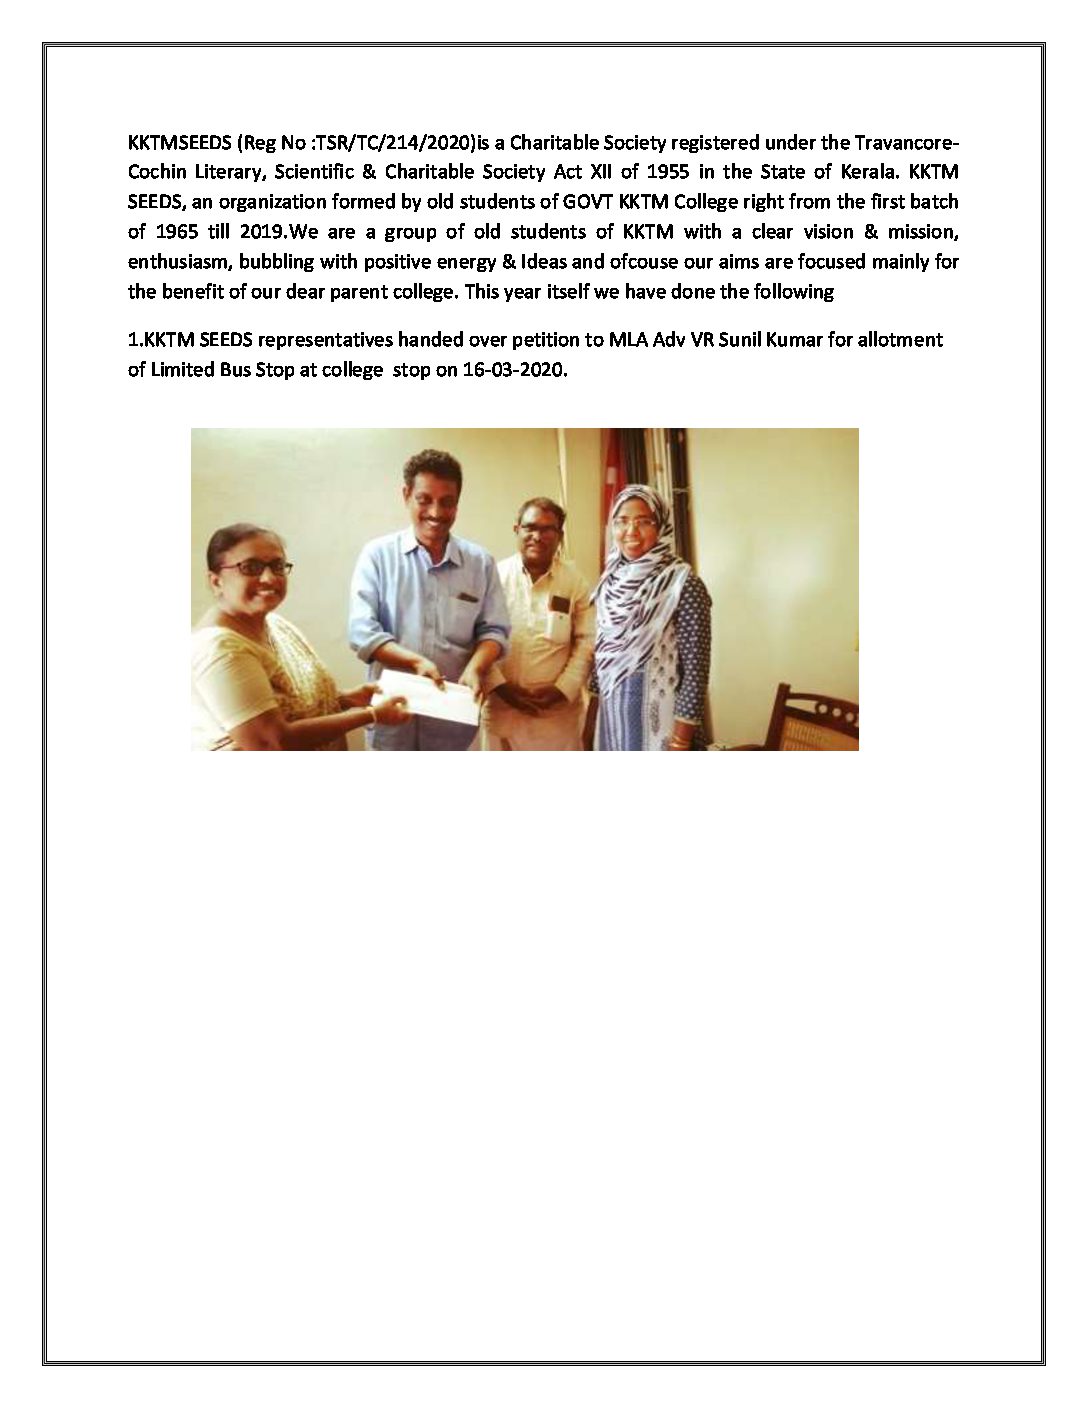 KKTMSEEDS (Reg No :TSR/TC/214/2020)is a Charitable Society registered under the Travancore-
Cochin Literary, Scientific & Charitable Society Act XII of 1955 in the State of Kerala. KKTM
SEEDS, an organization formed by old students of GOVT KKTM College right from the first batch
of 1965 till 2019.We are a group of old students of KKTM with a clear vision & mission,
enthusiasm, bubbling with positive energy & Ideas and ofcouse our aims are focused mainly for
the benefit of our dear parent college. This year itself we have done the following
1.KKTM SEEDS representatives handed over petition to MLA Adv VR Sunil Kumar for allotment
of Limited Bus Stop at college stop on 16-03-2020.